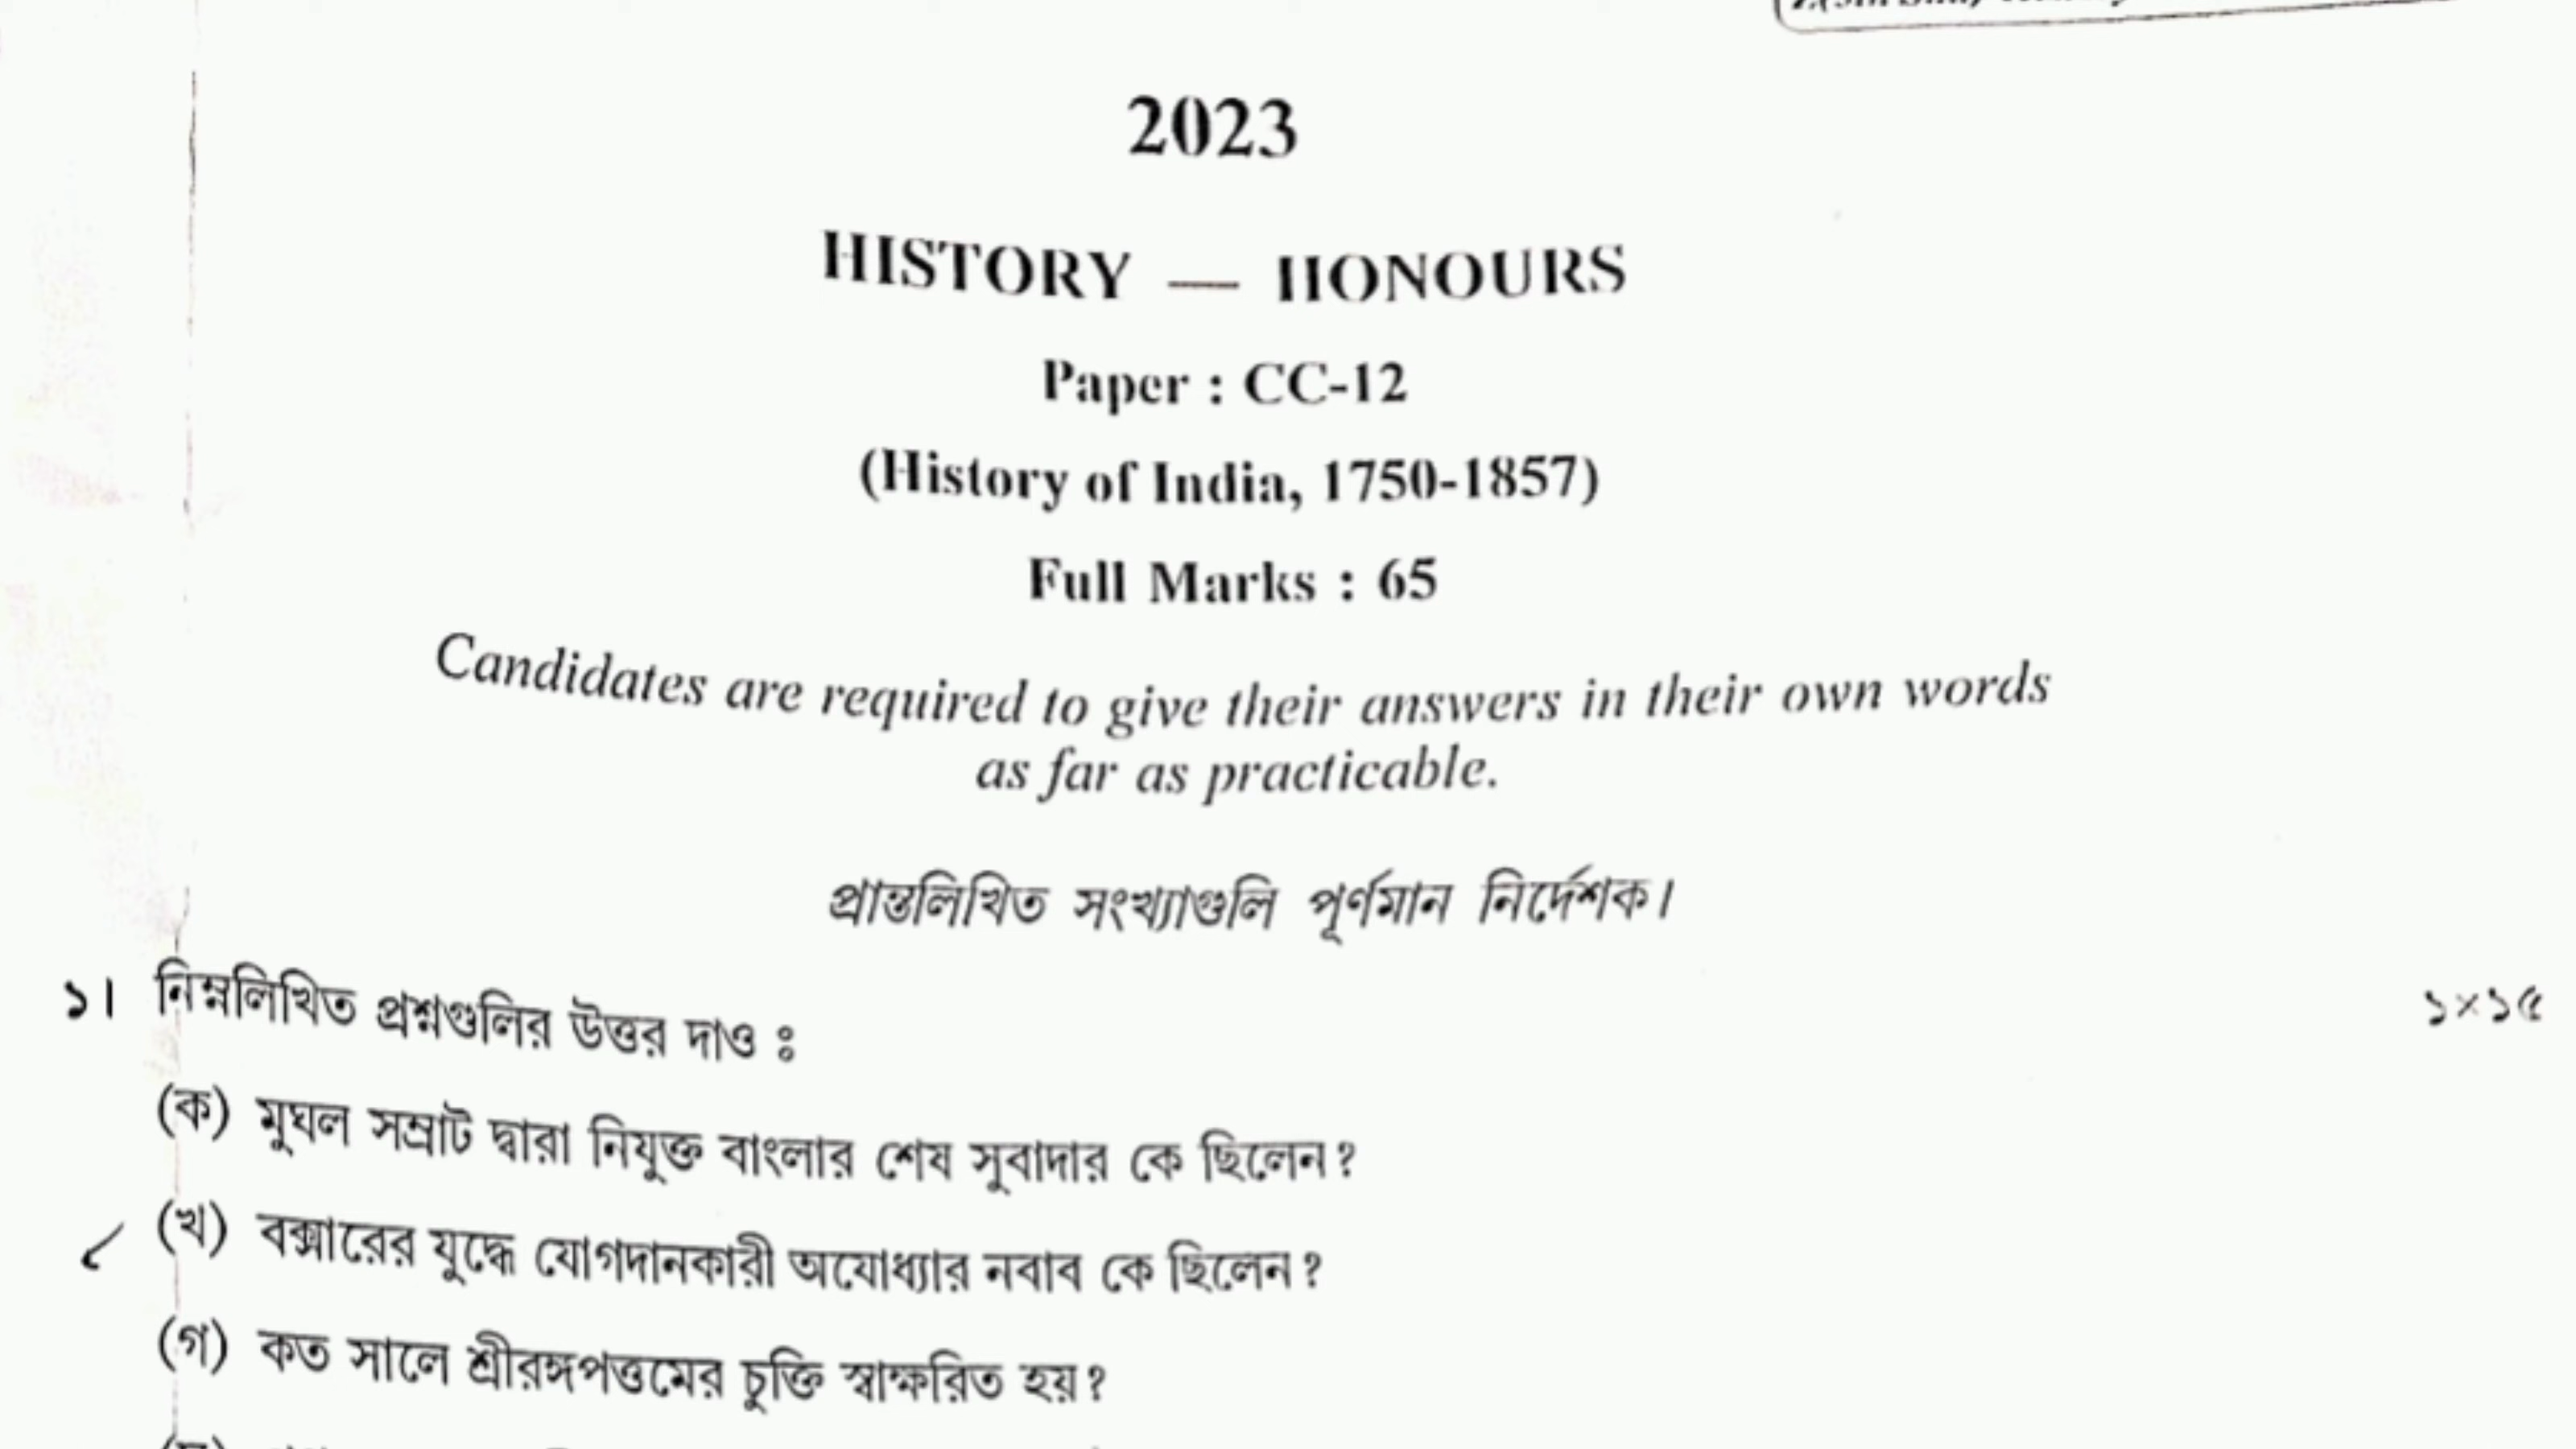 2023
HISTORY — HONOURS
Paper : CC-12
(History of India, 1750-1857)
Full Marks : 65
Candidates are required to give their answers in their own words
as far as practicable.
প্রান্তলিখিত সংখ্যাগুলি পূর্ণমান নির্দেশক।
১। নিম্নলিখিত প্রশ্নগুলির উত্তর দাও ঃ ১×১৫
(ক) মুঘল সম্রাট দ্বারা নিযুক্ত বাংলার শেষ সুবাদার কে ছিলেন?
(খ) বক্সারের যুদ্ধে যোগদানকারী অযোধ্যার নবাব কে ছিলেন?
(গ) কত সালে শ্রীরঙ্গপত্তমের চুক্তি স্বাক্ষরিত হয়?